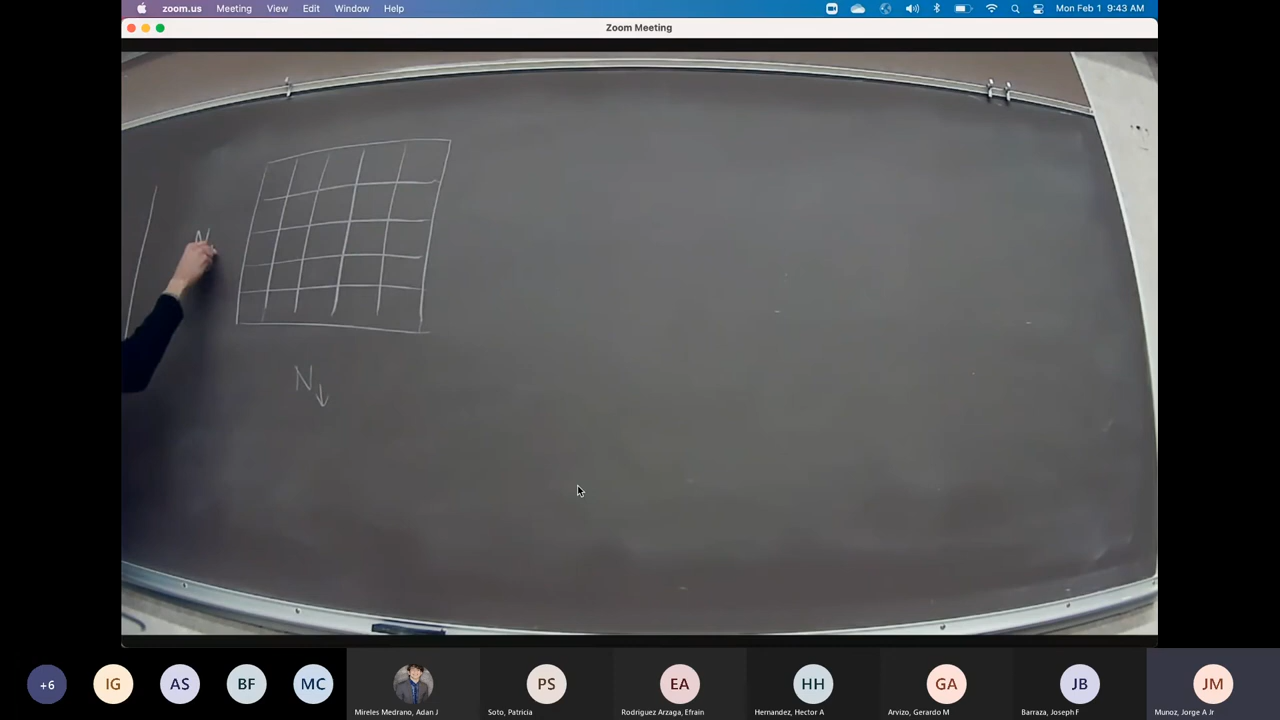 zoom.us Meeting View Edit Window Help Mon Feb 1 9:43 AM
Zoom Meeting
N
N↓
+6 IG AS BF MC PS EA HH GA JB JM
Mireles Medrano, Adan J Soto, Patricia Rodriguez Arzaga, Efrain Hernandez, Hector A Arvizo, Gerardo M Barraza, Joseph F Munoz, Jorge A Jr